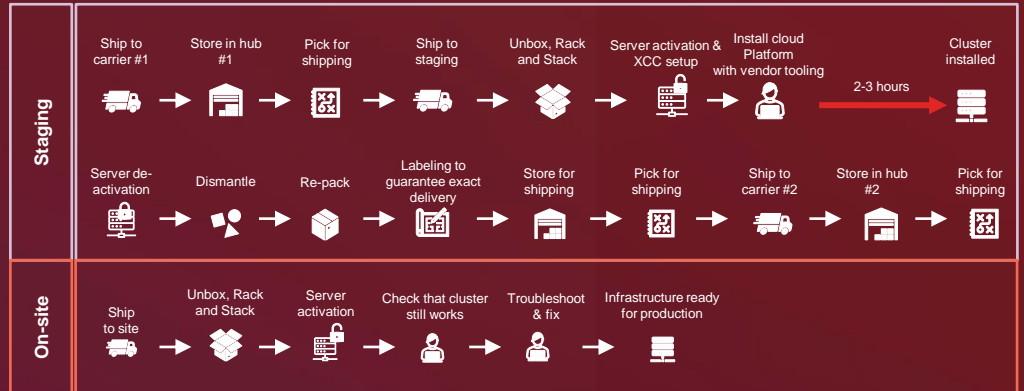 Staging
Ship to
carrier #1
Store in hub
#1
Pick for
shipping
Ship to
staging
Unbox, Rack
and Stack
Server activation &
XCC setup
Install cloud
Platform
with vendor tooling
2-3 hours
Cluster
installed
Server de-
activation
Dismantle
Re-pack
Labeling to
guarantee exact
delivery
Store for
shipping
Pick for
shipping
Ship to
carrier #2
Store in hub
#2
Pick for
shipping
On-site
Ship
to site
Unbox, Rack
and Stack
Server
activation
Check that cluster
still works
Troubleshoot
& fix
Infrastructure ready
for production